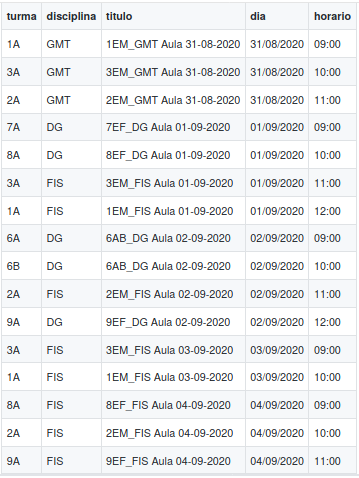 turma disciplina titulo dia horario
1A GMT 1EM_GMT Aula 31-08-2020 31/08/2020 09:00
3A GMT 3EM_GMT Aula 31-08-2020 31/08/2020 10:00
2A GMT 2EM_GMT Aula 31-08-2020 31/08/2020 11:00
7A DG 7EF_DG Aula 01-09-2020 01/09/2020 09:00
8A DG 8EF_DG Aula 01-09-2020 01/09/2020 10:00
3A FIS 3EM_FIS Aula 01-09-2020 01/09/2020 11:00
1A FIS 1EM_FIS Aula 01-09-2020 01/09/2020 12:00
6A DG 6AB_DG Aula 02-09-2020 02/09/2020 09:00
6B DG 6AB_DG Aula 02-09-2020 02/09/2020 10:00
2A FIS 2EM_FIS Aula 02-09-2020 02/09/2020 11:00
9A DG 9EF_DG Aula 02-09-2020 02/09/2020 12:00
3A FIS 3EM_FIS Aula 03-09-2020 03/09/2020 09:00
1A FIS 1EM_FIS Aula 03-09-2020 03/09/2020 10:00
8A FIS 8EF_FIS Aula 04-09-2020 04/09/2020 09:00
2A FIS 2EM_FIS Aula 04-09-2020 04/09/2020 10:00
9A FIS 9EF_FIS Aula 04-09-2020 04/09/2020 11:00